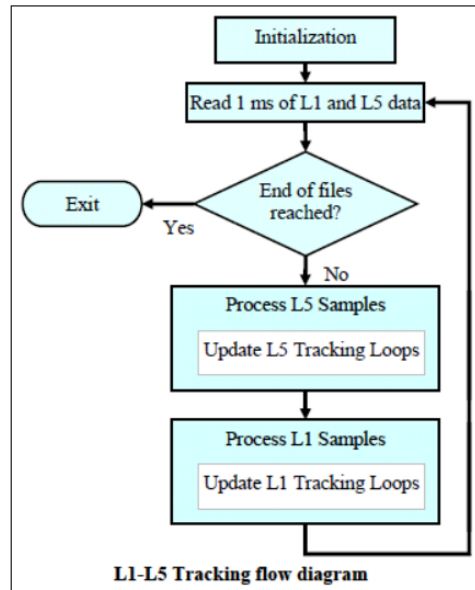 Initialization
Read 1 ms of L1 and L5 data
End of files
reached?
Exit
Yes
No
Process L5 Samples
Update L5 Tracking Loops
Process L1 Samples
Update L1 Tracking Loops
L1-L5 Tracking flow diagram